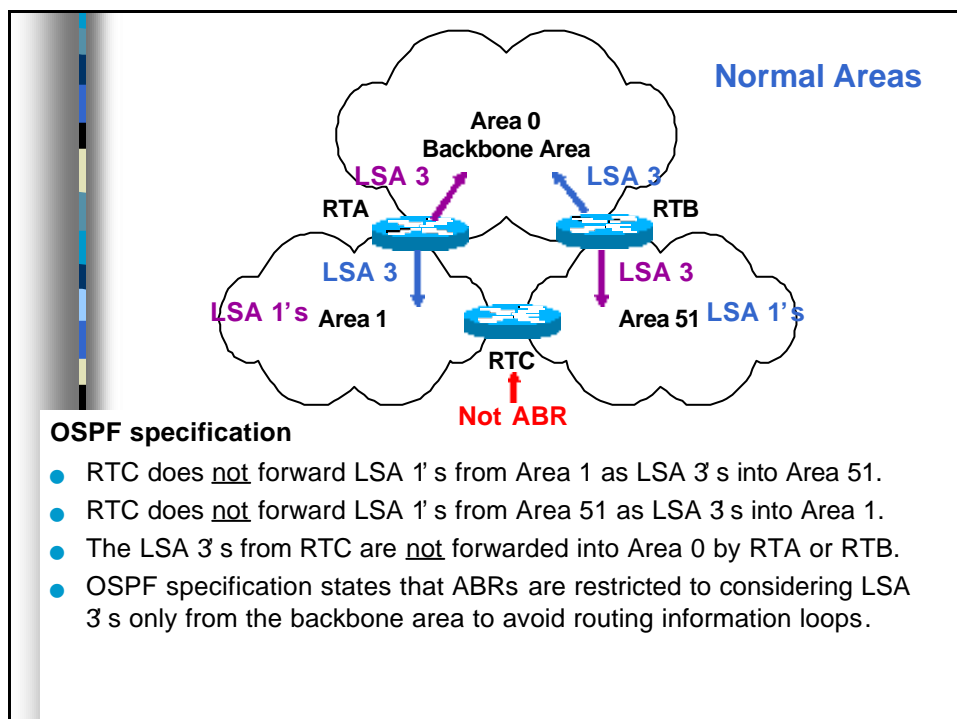 Normal Areas
Area 0
Backbone Area
LSA 3
LSA 3
RTA
RTB
LSA 3
LSA 3
LSA 1's
Area 1
Area 51
LSA 1's
RTC
Not ABR
OSPF specification
● RTC does not forward LSA 1's from Area 1 as LSA 3's into Area 51.
● RTC does not forward LSA 1's from Area 51 as LSA 3's into Area 1.
● The LSA 3's from RTC are not forwarded into Area 0 by RTA or RTB.
● OSPF specification states that ABRs are restricted to considering LSA
3's only from the backbone area to avoid routing information loops.